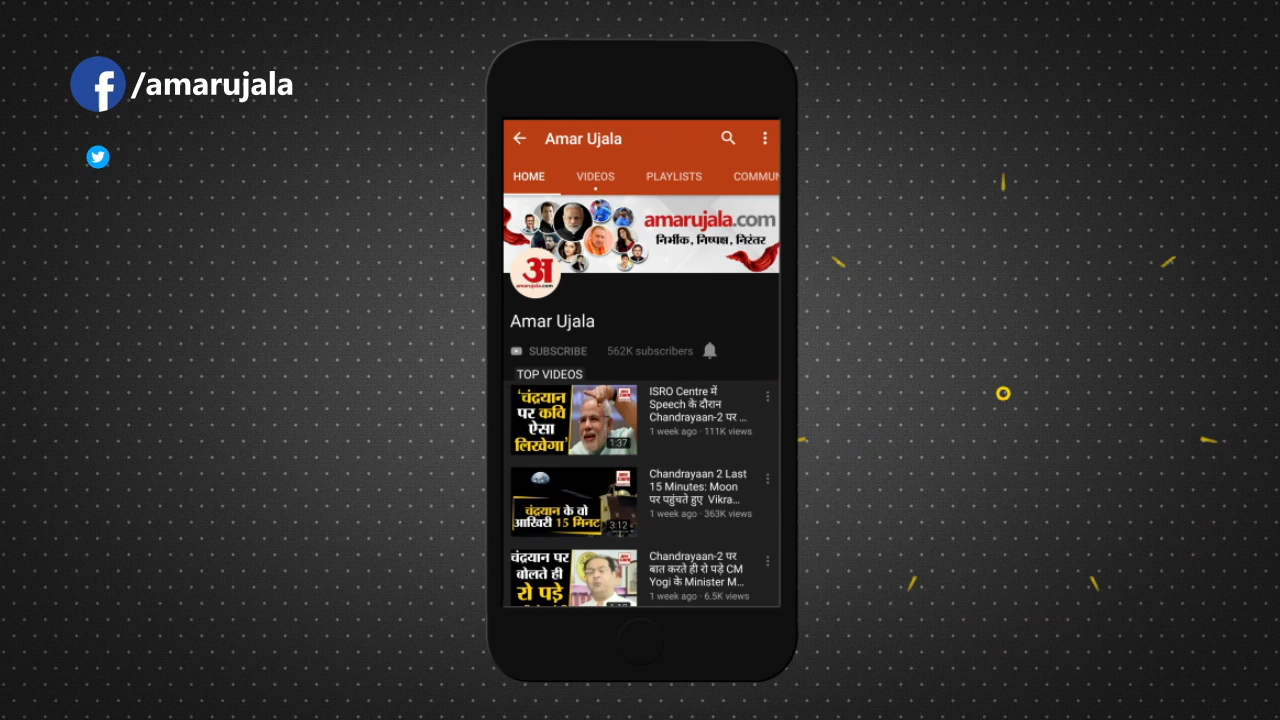 /amarujala
Amar Ujala
HOME VIDEOS PLAYLISTS COMMUN
amarujala.com
निर्भीक, निष्पक्ष, निरंतर
अ
amarujala.com
Amar Ujala
SUBSCRIBE 562K subscribers
TOP VIDEOS
'चंद्रयान
पर कवि
ऐसा
लिखेगा'
1:37
ISRO Centre में
Speech के दौरान
Chandrayaan-2 पर ...
1 week ago · 111K views
चंद्रयान के वो
आखिरी 15 मिनट
3:12
Chandrayaan 2 Last
15 Minutes: Moon
पर पहुंचते हुए Vikra...
1 week ago · 363K views
चंद्रयान पर
बोलते ही
रो पड़े
Chandrayaan-2 पर
बात करते ही रो पड़े CM
Yogi के Minister M...
1 week ago · 6.5K views